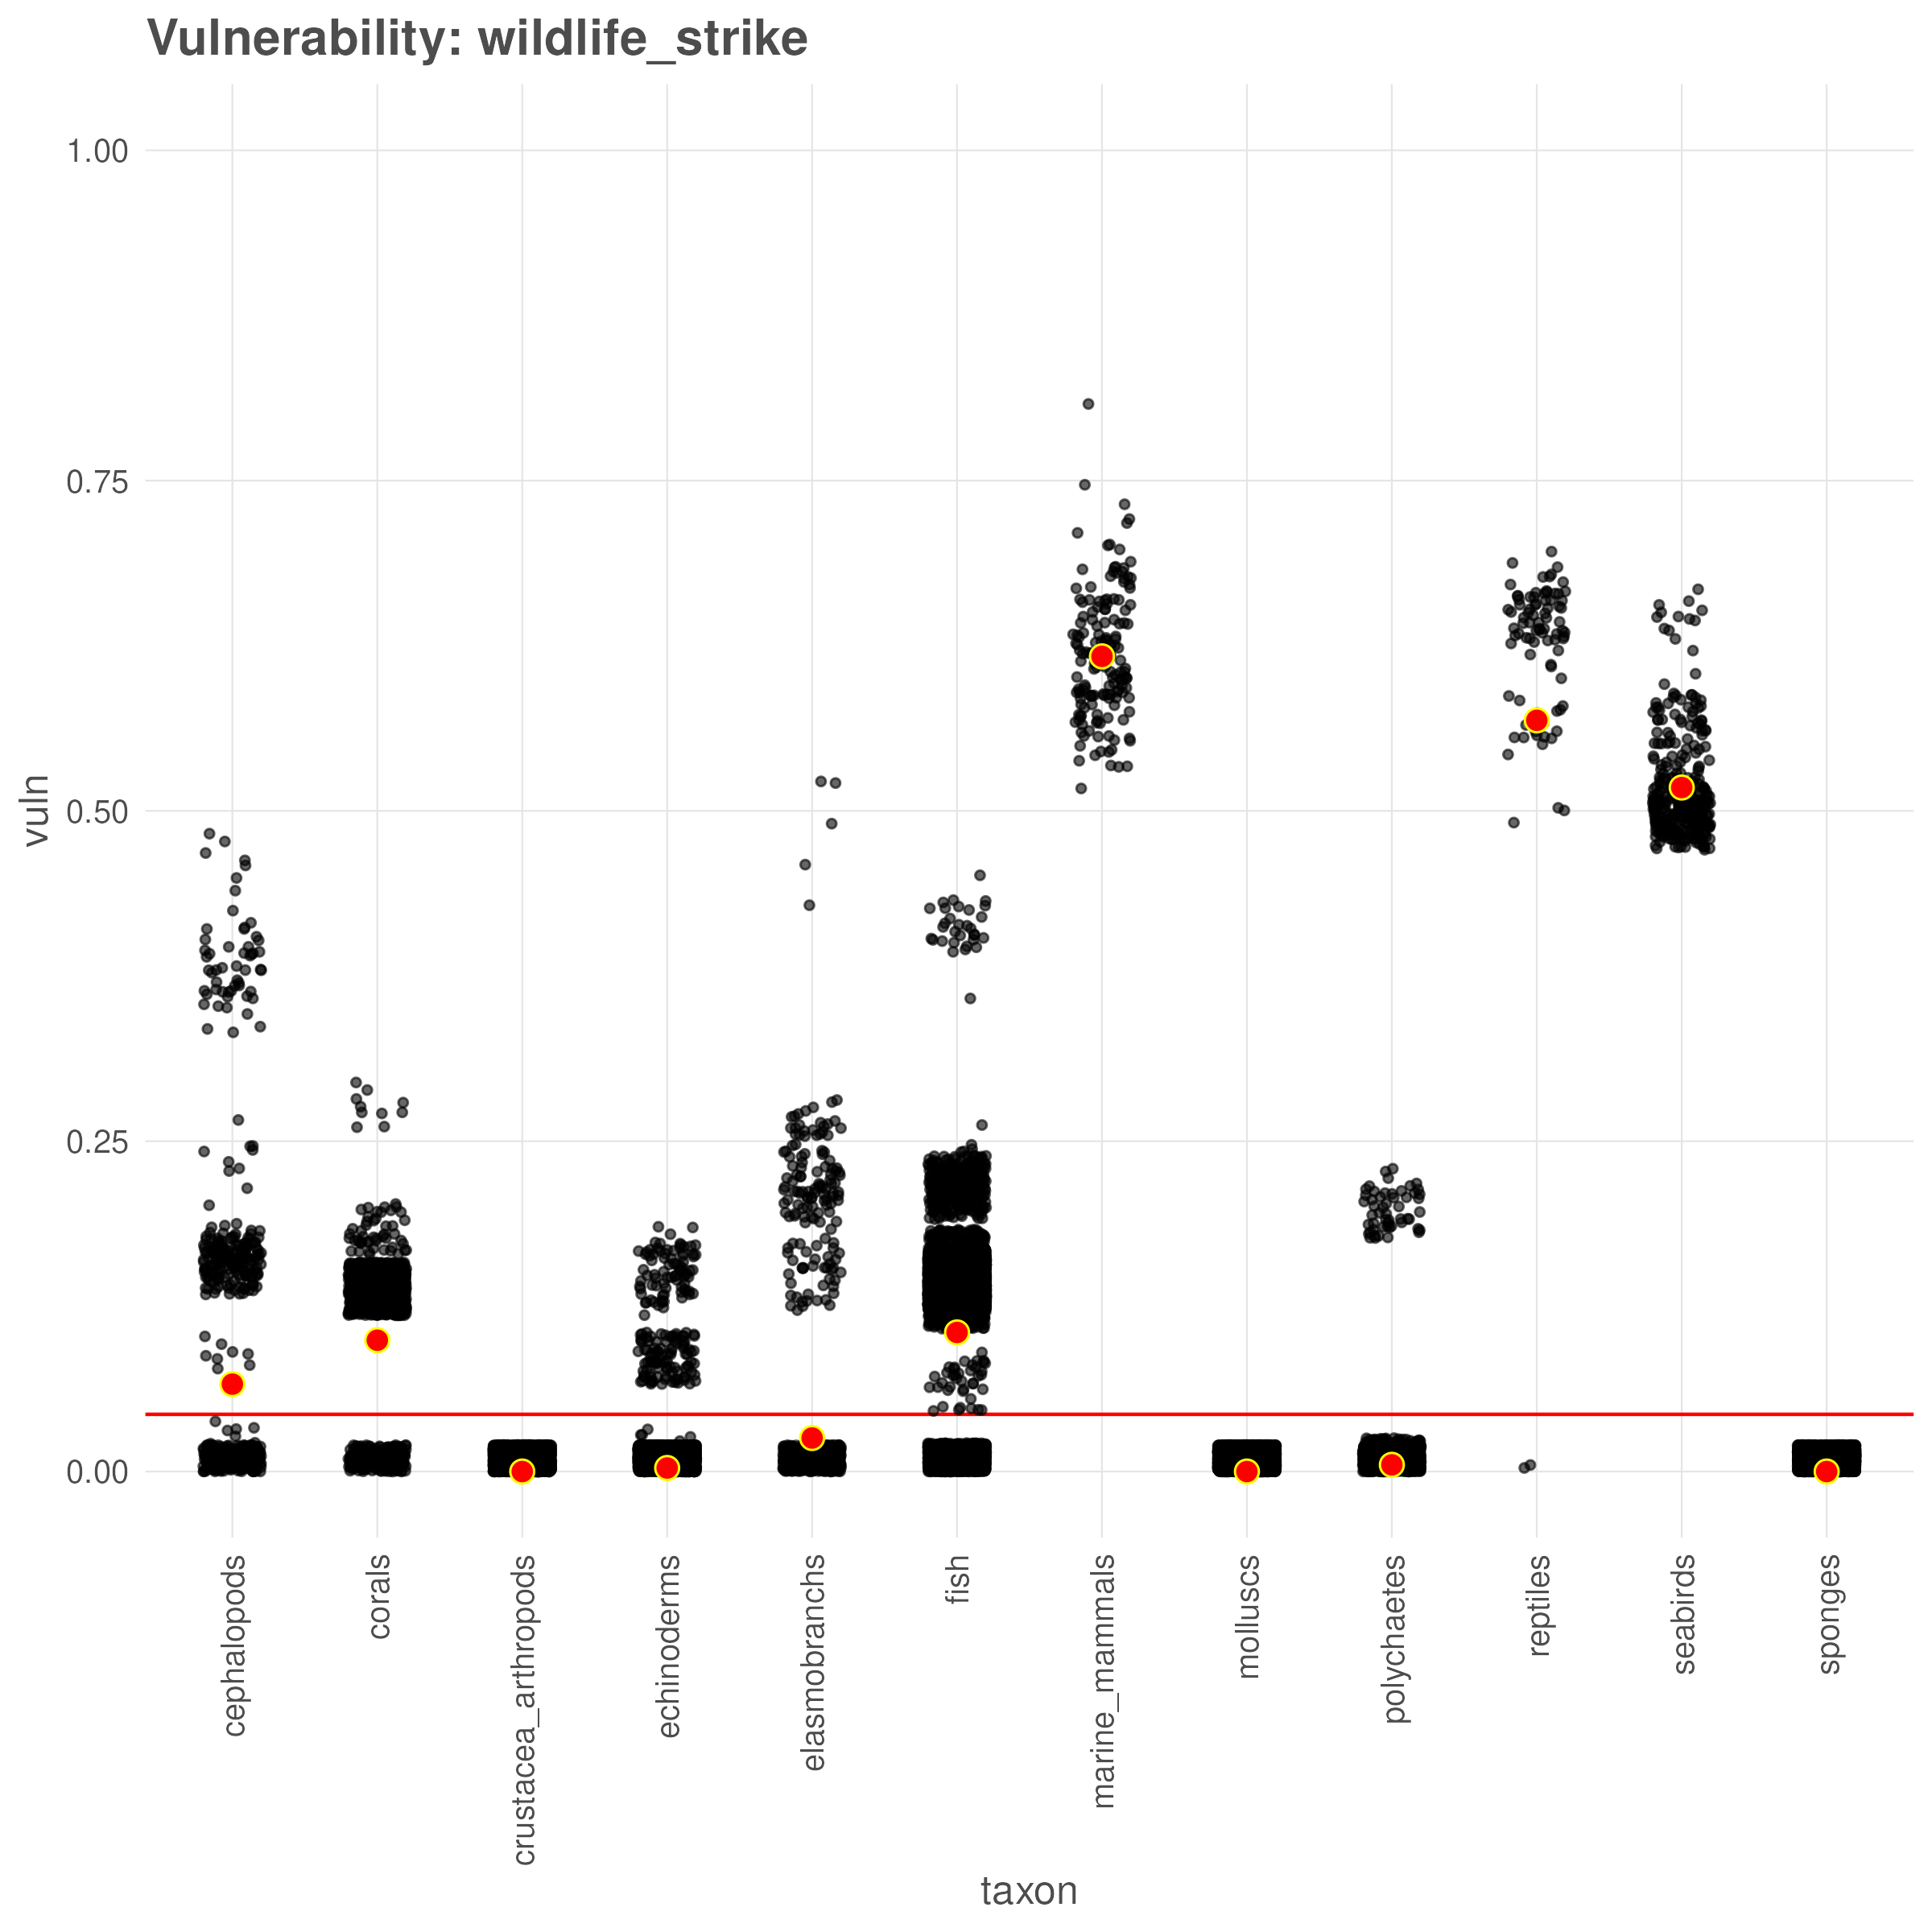 Vulnerability: wildlife_strike
vuln
1.00
0.75
0.50
0.25
0.00
cephalopods
corals
crustacea_arthropods
echinoderms
elasmobranchs
fish
marine_mammals
molluscs
polychaetes
reptiles
seabirds
sponges
taxon